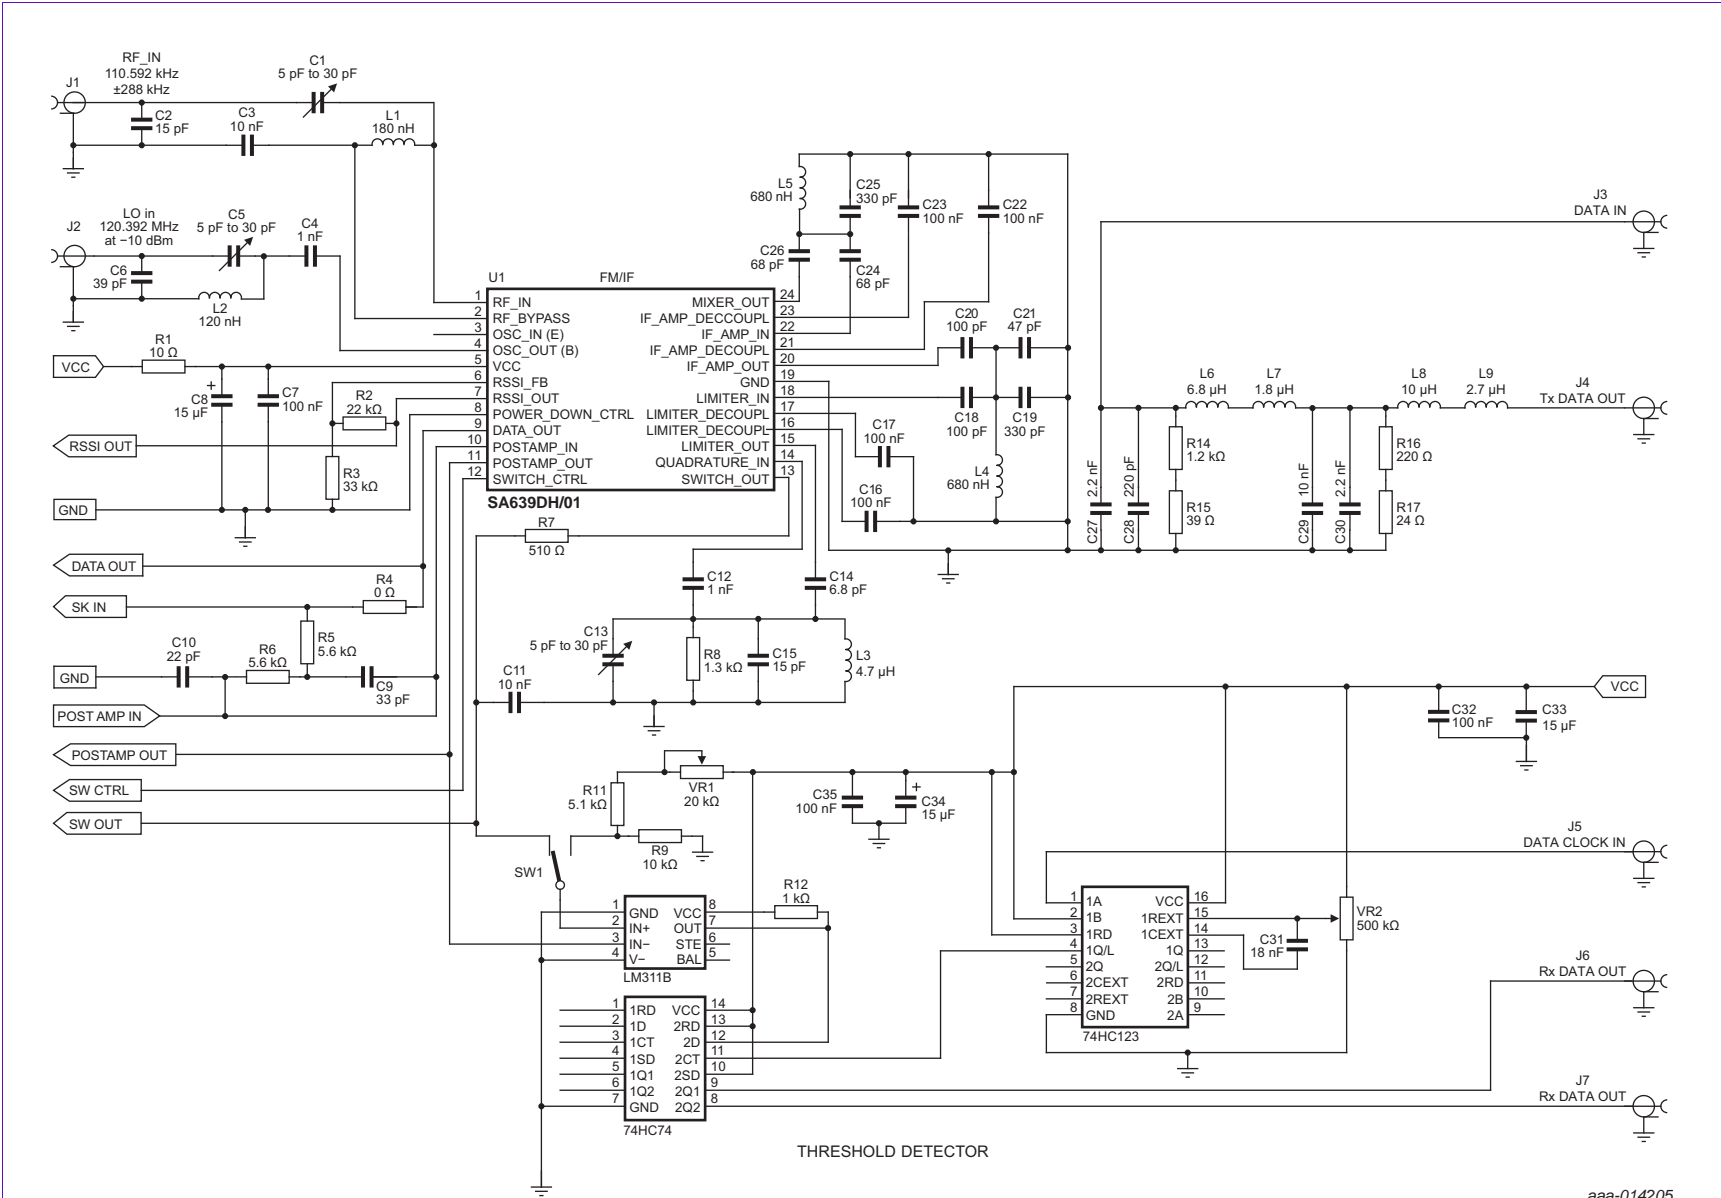 RF_IN
110.592 kHz
±288 kHz
J1
C1
5 pF to 30 pF
C2
15 pF
C3
10 nF
L1
180 nH
J2
LO in
120.392 MHz
at −10 dBm
C5
5 pF to 30 pF
C4
1 nF
C6
39 pF
L2
120 nH
VCC
R1
10 Ω
C8
15 μF
+
C7
100 nF
R2
22 kΩ
R3
33 kΩ
RSSI OUT
GND
DATA OUT
SK IN
R4
0 Ω
R5
5.6 kΩ
C10
22 pF
R6
5.6 kΩ
C9
33 pF
GND
POST AMP IN
POSTAMP OUT
SW CTRL
SW OUT
U1
FM/IF
1 RF_IN
2 RF_BYPASS
3 OSC_IN (E)
4 OSC_OUT (B)
5 VCC
6 RSSI_FB
7 RSSI_OUT
8 POWER_DOWN_CTRL
9 DATA_OUT
10 POSTAMP_IN
11 POSTAMP_OUT
12 SWITCH_CTRL
MIXER_OUT 24
IF_AMP_DECCOUPL 23
IF_AMP_IN 22
IF_AMP_DECOUPL 21
IF_AMP_OUT 20
GND 19
LIMITER_IN 18
LIMITER_DECOUPL 17
LIMITER_DECOUPL 16
LIMITER_OUT 15
QUADRATURE_IN 14
SWITCH_OUT 13
SA639DH/01
L5
680 nH
C25
330 pF
C23
100 nF
C22
100 nF
C26
68 pF
C24
68 pF
C20
100 pF
C21
47 pF
C18
100 pF
C19
330 pF
C17
100 nF
C16
100 nF
L4
680 nH
R7
510 Ω
C12
1 nF
C14
6.8 pF
C13
5 pF to 30 pF
R8
1.3 kΩ
C15
15 pF
L3
4.7 μH
C11
10 nF
J3
DATA IN
L6
6.8 μH
L7
1.8 μH
L8
10 μH
L9
2.7 μH
J4
Tx DATA OUT
C27 2.2 nF
C28 220 pF
R14
1.2 kΩ
R15
39 Ω
C29 10 nF
C30 2.2 nF
R16
220 Ω
R17
24 Ω
VCC
C32
100 nF
C33
15 μF
R11
5.1 kΩ
VR1
20 kΩ
R9
10 kΩ
C35
100 nF
+
C34
15 μF
SW1
R12
1 kΩ
1 GND VCC 8
2 IN+ OUT 7
3 IN− STE 6
4 V− BAL 5
LM311B
1 1RD VCC 14
2 1D 2RD 13
3 1CT 2D 12
4 1SD 2CT 11
5 1Q1 2SD 10
6 1Q2 2Q1 9
7 GND 2Q2 8
74HC74
1 1A VCC 16
2 1B 1REXT 15
3 1RD 1CEXT 14
4 1Q/L 1Q 13
5 2Q 2Q/L 12
6 2CEXT 2RD 11
7 2REXT 2B 10
8 GND 2A 9
74HC123
C31
18 nF
VR2
500 kΩ
J5
DATA CLOCK IN
J6
Rx DATA OUT
J7
Rx DATA OUT
THRESHOLD DETECTOR
aaa-014205